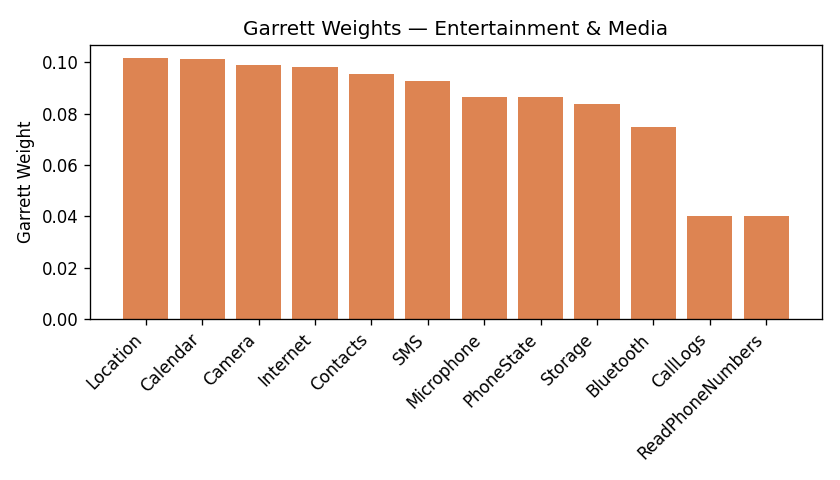 Garrett Weights — Entertainment & Media
Garrett Weight
0.10
0.08
0.06
0.04
0.02
0.00
Location
Calendar
Camera
Internet
Contacts
SMS
Microphone
PhoneState
Storage
Bluetooth
CallLogs
ReadPhoneNumbers